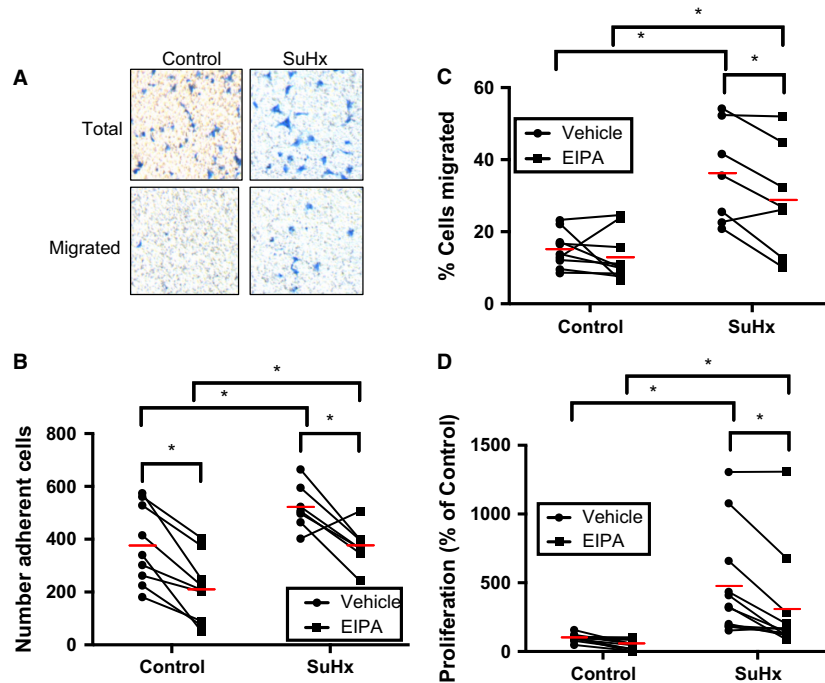 A
Control
SuHx
Total
Migrated
B
*
*
*
*
Number adherent cells
800
600
400
200
0
Vehicle
EIPA
Control
SuHx
C
*
*
*
% Cells migrated
60
40
20
0
Vehicle
EIPA
Control
SuHx
D
*
*
*
Proliferation (% of Control)
1500
1000
500
0
Vehicle
EIPA
Control
SuHx